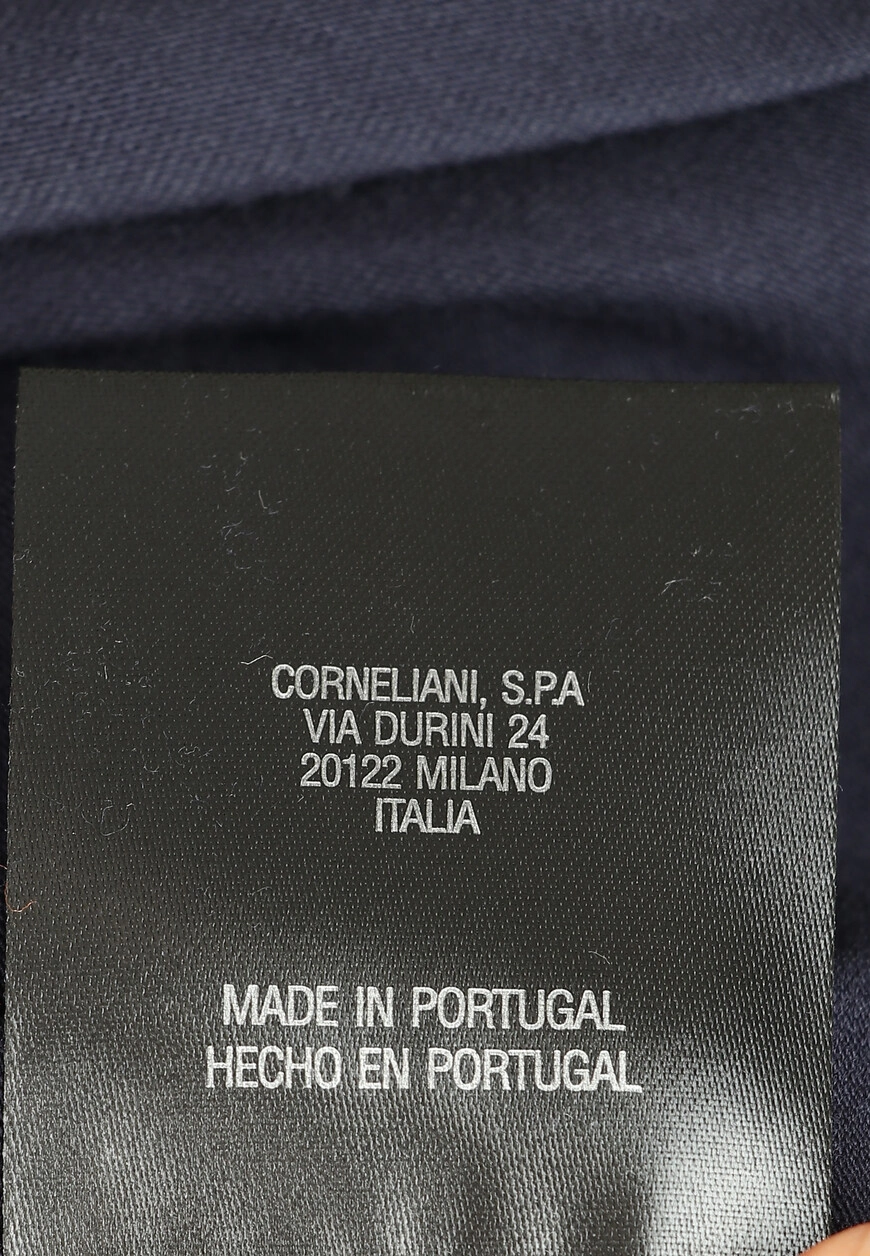 CORNELIANI, S.P.A
VIA DURINI 24
20122 MILANO
ITALIA
MADE IN PORTUGAL
HECHO EN PORTUGAL